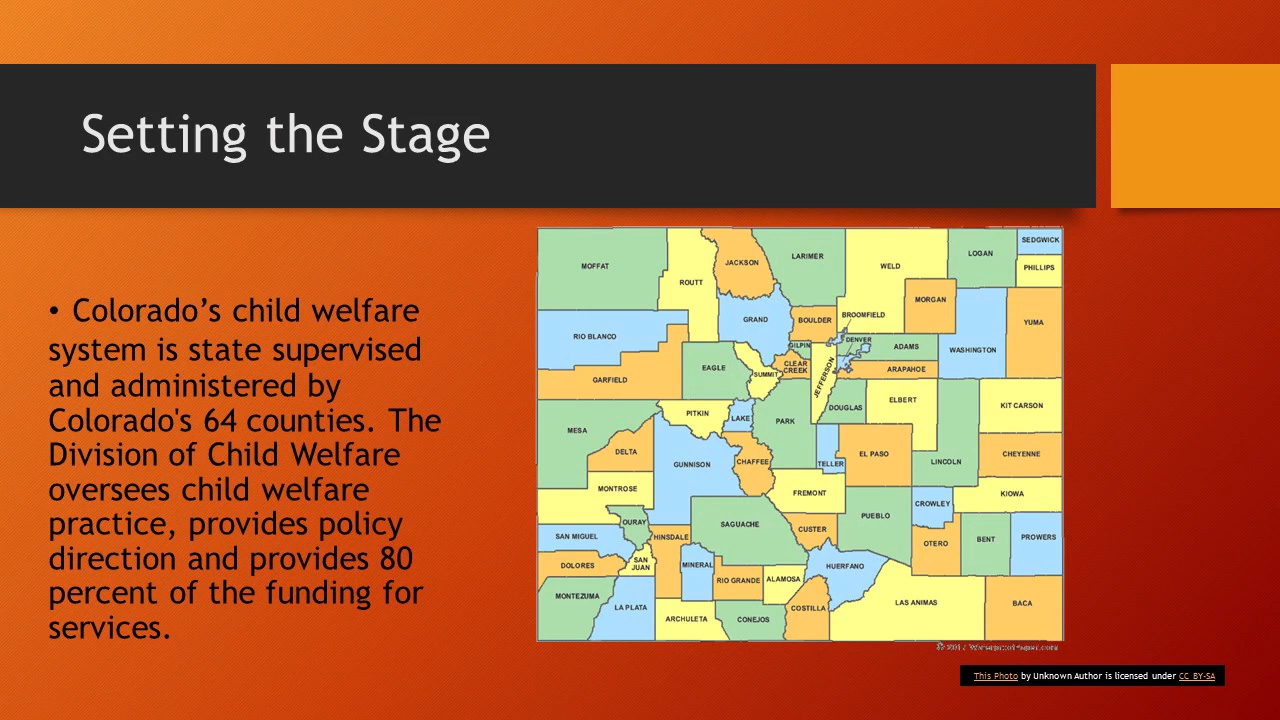 Setting the Stage
• Colorado’s child welfare
system is state supervised
and administered by
Colorado's 64 counties. The
Division of Child Welfare
oversees child welfare
practice, provides policy
direction and provides 80
percent of the funding for
services.
MOFFAT
ROUTT
JACKSON
LARIMER
WELD
LOGAN
SEDGWICK
PHILLIPS
MORGAN
YUMA
RIO BLANCO
GRAND
BOULDER
BROOMFIELD
GILPIN
DENVER
ADAMS
WASHINGTON
GARFIELD
EAGLE
SUMMIT
CLEAR
CREEK
JEFFERSON
ARAPAHOE
DOUGLAS
ELBERT
KIT CARSON
MESA
PITKIN
LAKE
PARK
DELTA
GUNNISON
CHAFFEE
TELLER
EL PASO
LINCOLN
CHEYENNE
MONTROSE
FREMONT
CROWLEY
KIOWA
OURAY
SAGUACHE
CUSTER
PUEBLO
SAN MIGUEL
HINSDALE
OTERO
BENT
PROWERS
DOLORES
SAN
JUAN
MINERAL
RIO GRANDE
ALAMOSA
HUERFANO
MONTEZUMA
LA PLATA
ARCHULETA
CONEJOS
COSTILLA
LAS ANIMAS
BACA
This Photo by Unknown Author is licensed under CC BY-SA